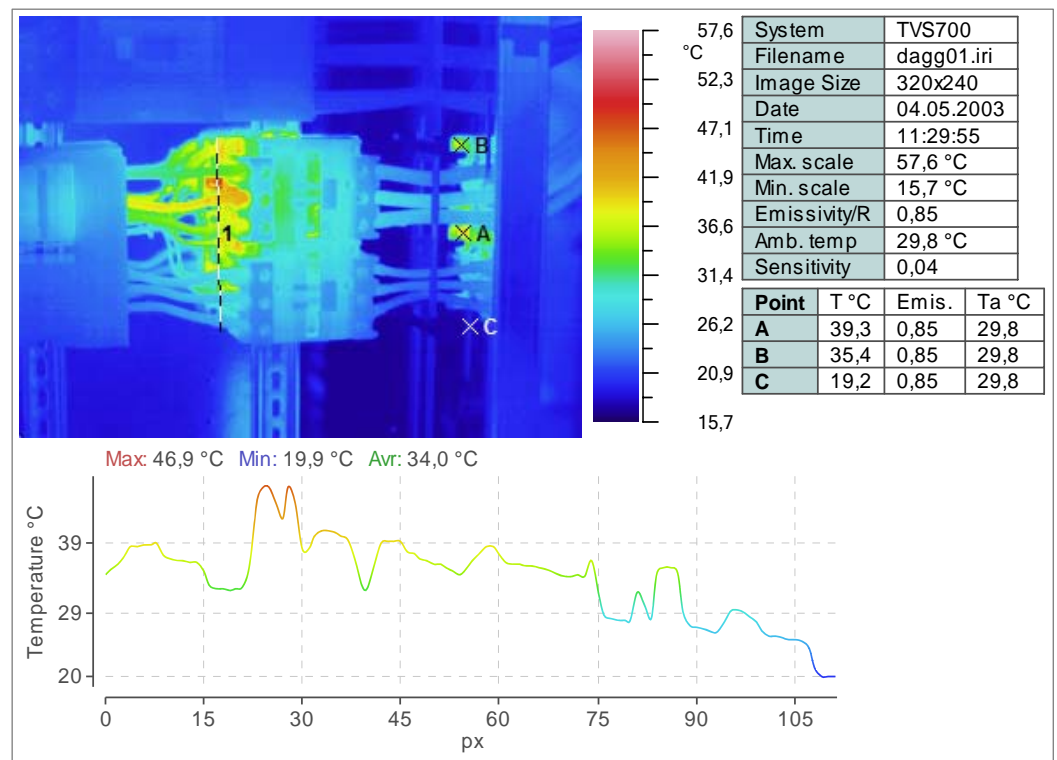 57,6
°C
52,3
47,1
41,9
36,6
31,4
26,2
20,9
15,7
B
1
A
C
System TVS700
Filename dagg01.iri
Image Size 320x240
Date 04.05.2003
Time 11:29:55
Max. scale 57,6 °C
Min. scale 15,7 °C
Emissivity/R 0,85
Amb. temp 29,8 °C
Sensitivity 0,04
Point T °C Emis. Ta °C
A 39,3 0,85 29,8
B 35,4 0,85 29,8
C 19,2 0,85 29,8
Max: 46,9 °C Min: 19,9 °C Avr: 34,0 °C
Temperature °C
39
29
20
0 15 30 45 60 75 90 105
px